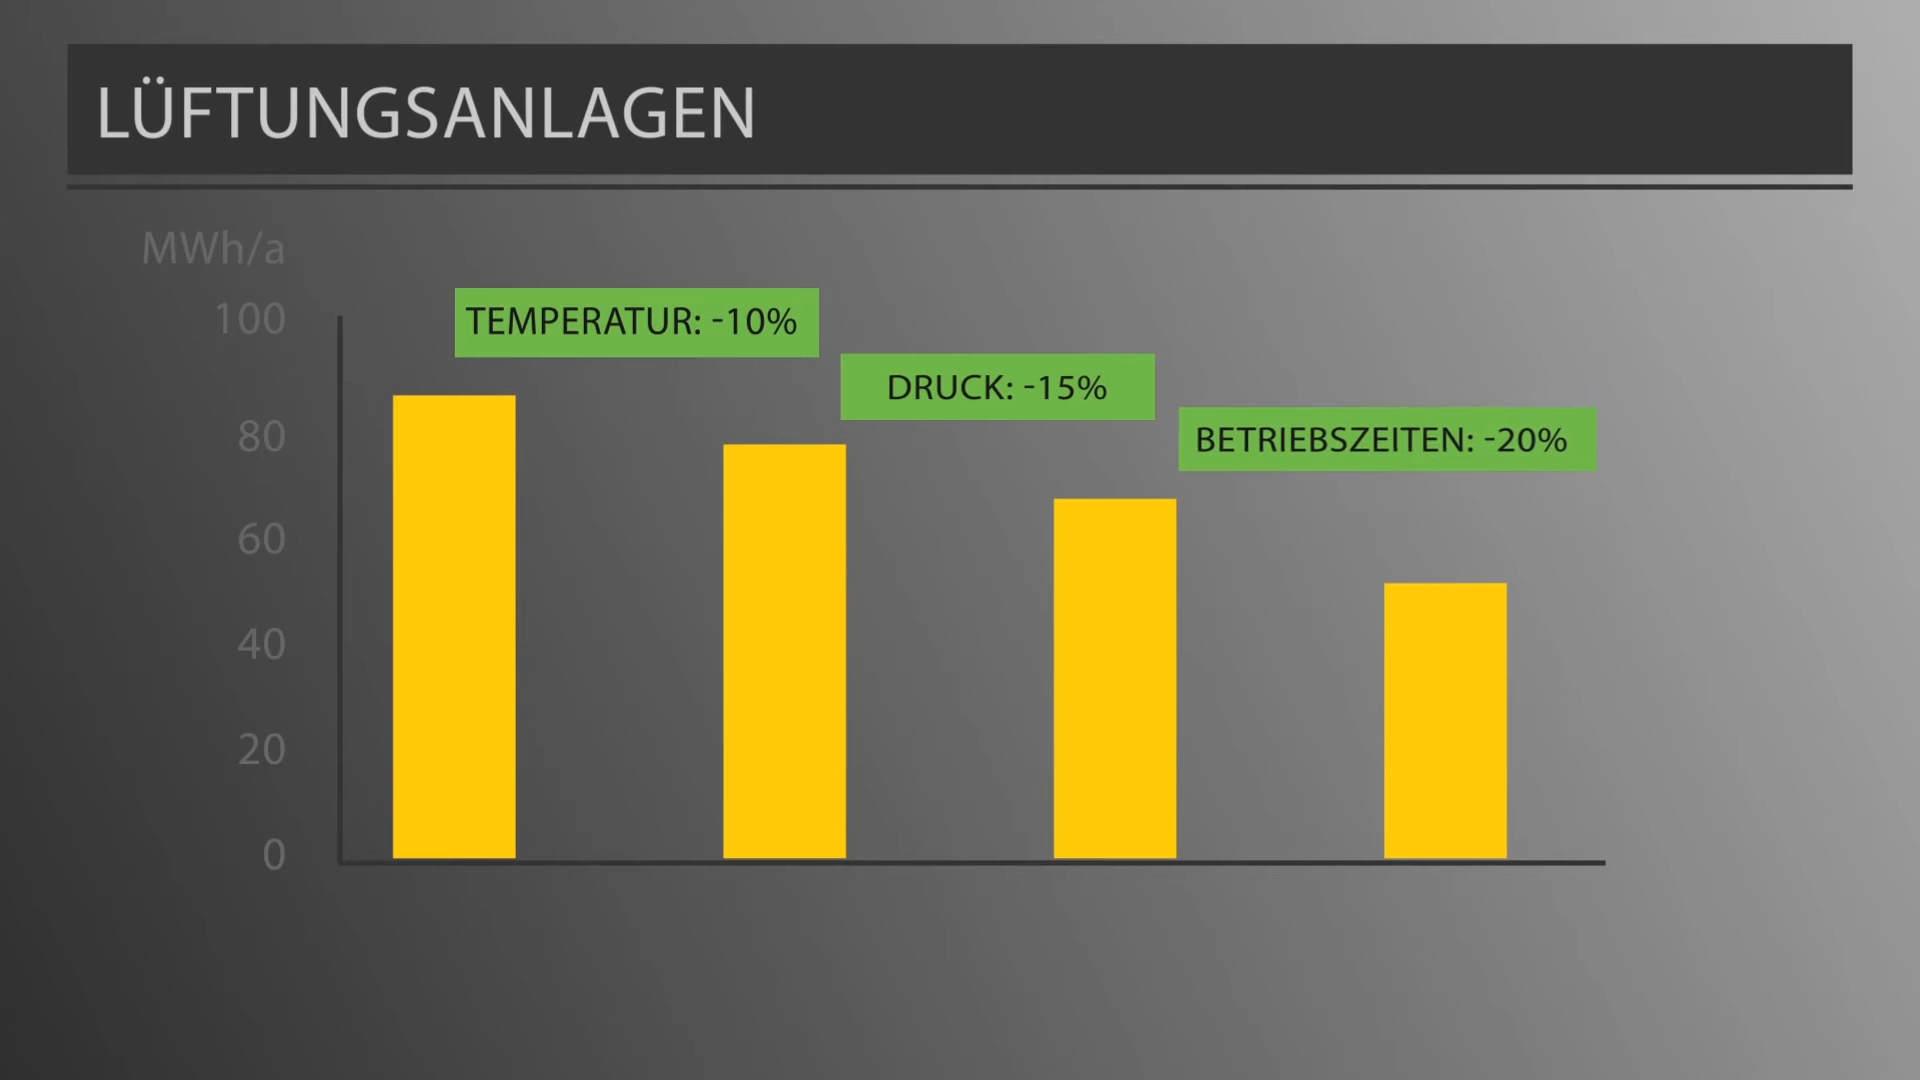 LÜFTUNGSANLAGEN
MWh/a
100
80
60
40
20
0
TEMPERATUR: -10%
DRUCK: -15%
BETRIEBSZEITEN: -20%